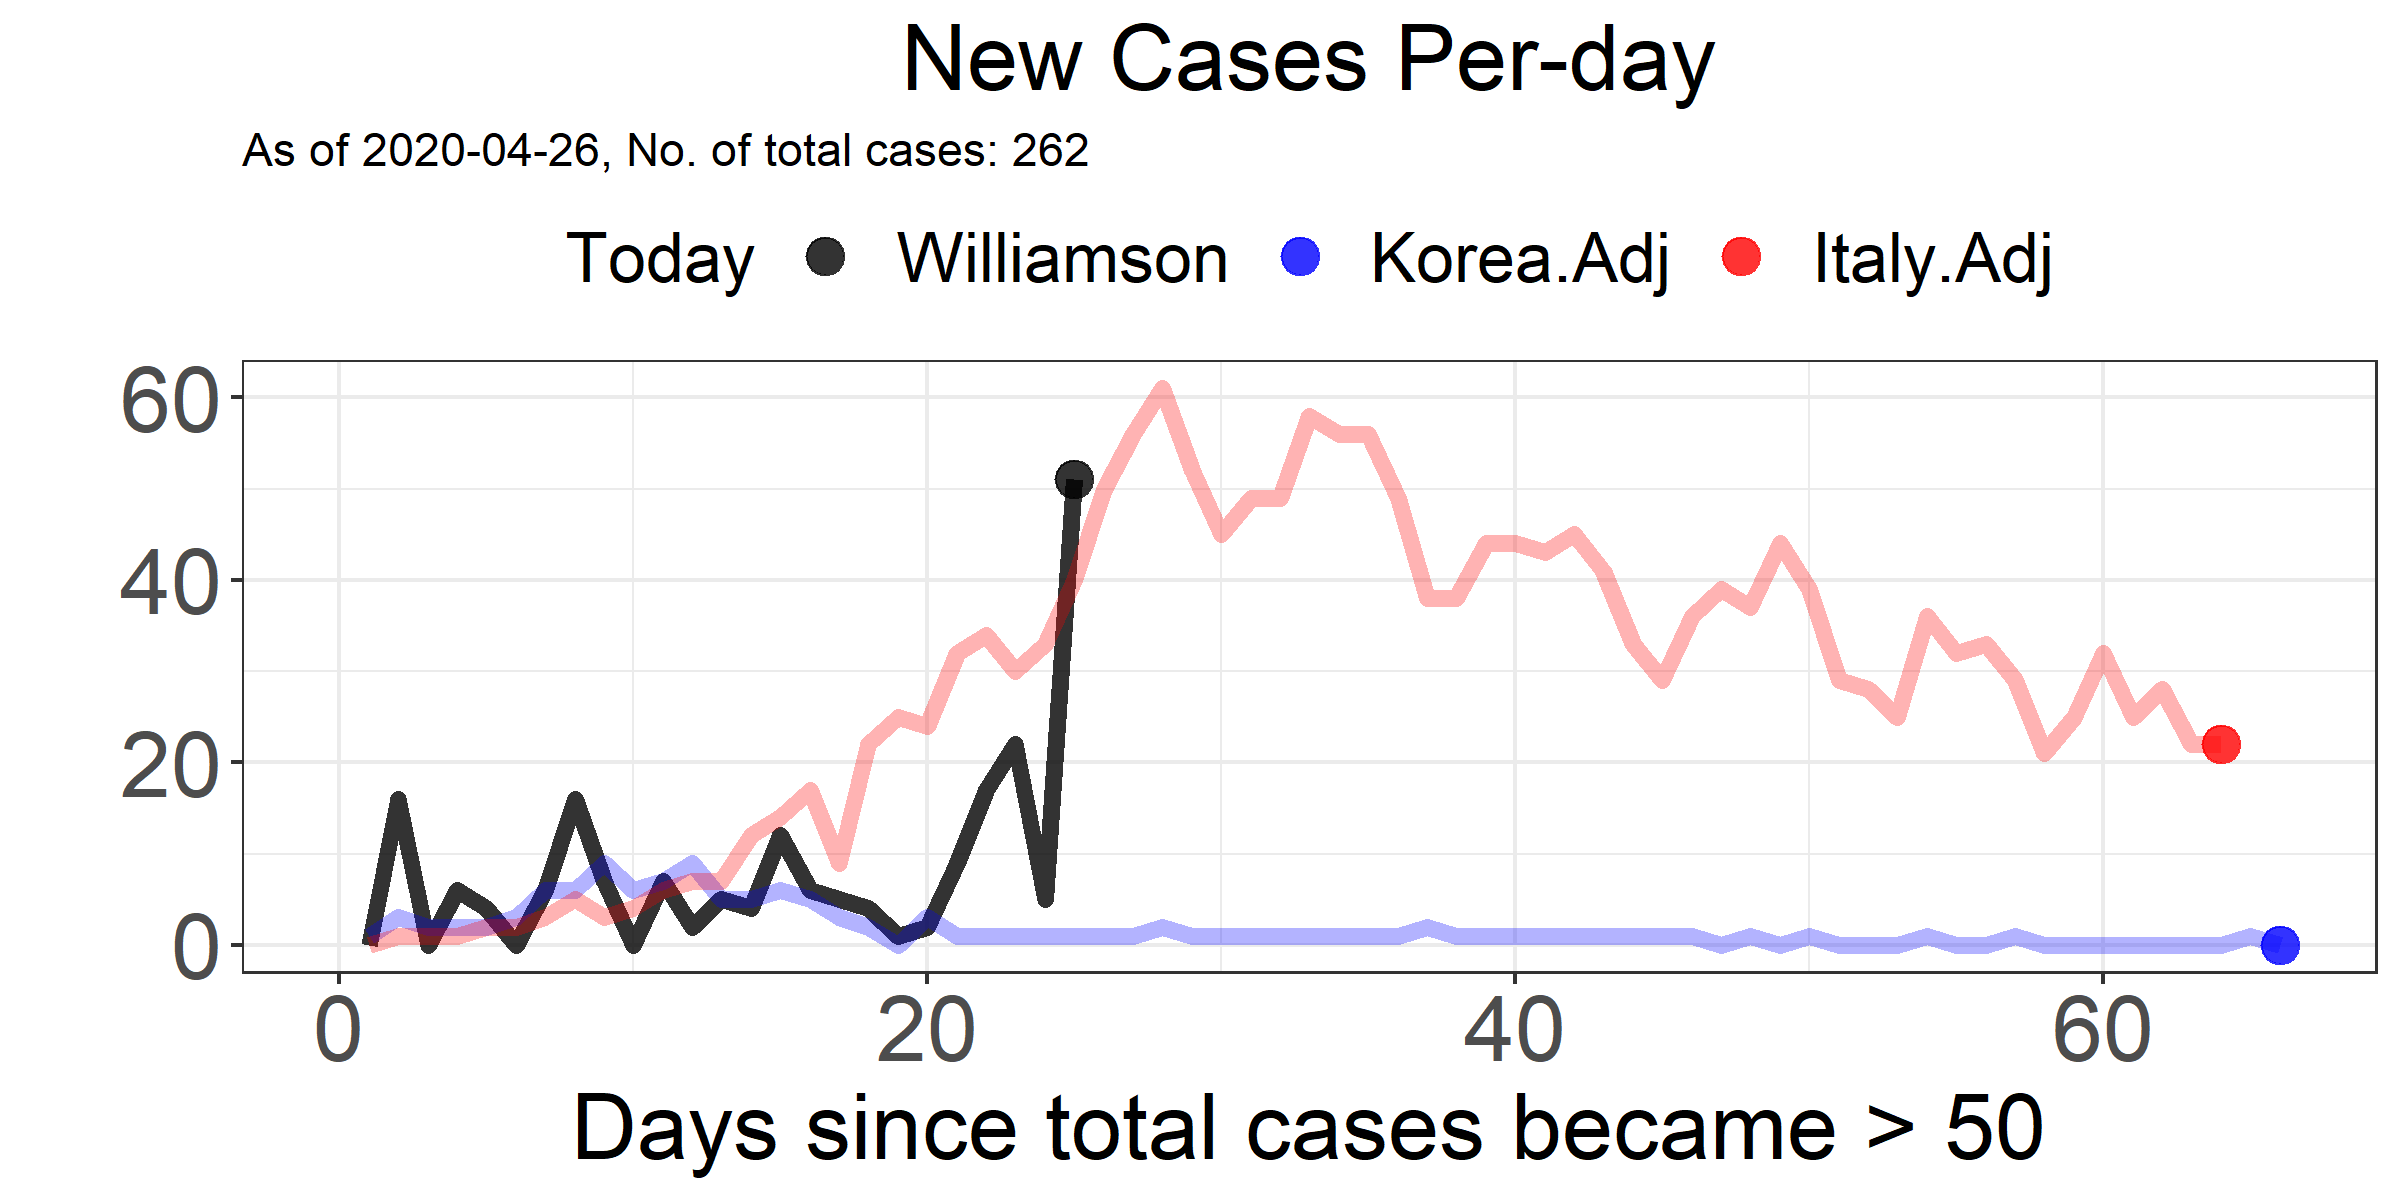 New Cases Per-day
As of 2020-04-26, No. of total cases: 262
Today Williamson Korea.Adj Italy.Adj
60
40
20
0
0 20 40 60
Days since total cases became > 50